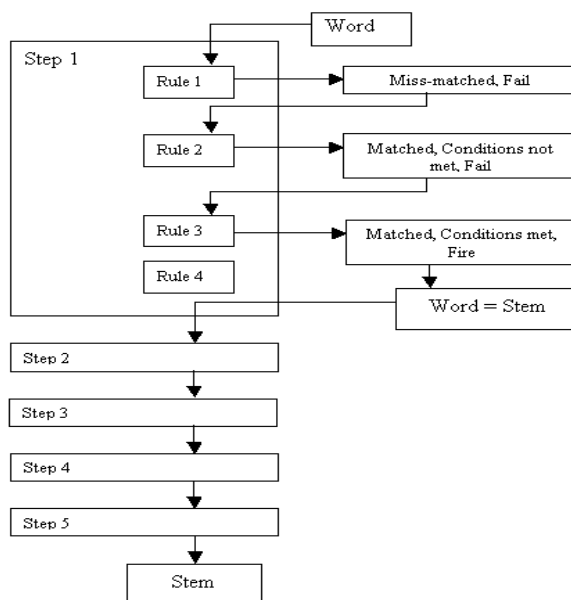 Word
Step 1
Rule 1
Miss-matched, Fail
Rule 2
Matched, Conditions not
met, Fail
Rule 3
Matched, Conditions met,
Fire
Rule 4
Word = Stem
Step 2
Step 3
Step 4
Step 5
Stem